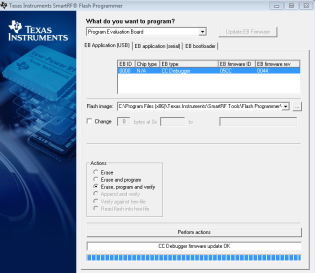 Texas Instruments SmartRF® Flash Programmer
TEXAS
INSTRUMENTS
What do you want to program?
Program Evaluation Board
Update EB Firmware
EB Application (USB)
EB application (serial)
EB bootloader
EB ID Chip type EB type EB firmware ID EB firmware rev
N/A CC Debugger 05CC 0044
Flash image: C:\Program Files (x86)\Texas Instruments\SmartRF Tools\Flash Programmer\
...
Change 8 bytes at 0x to
Actions
Erase
Erase and program
Erase, program and verify
Append and verify
Verify against hex-file
Read flash into hex-file
Perform actions
CC Debugger firmware update OK